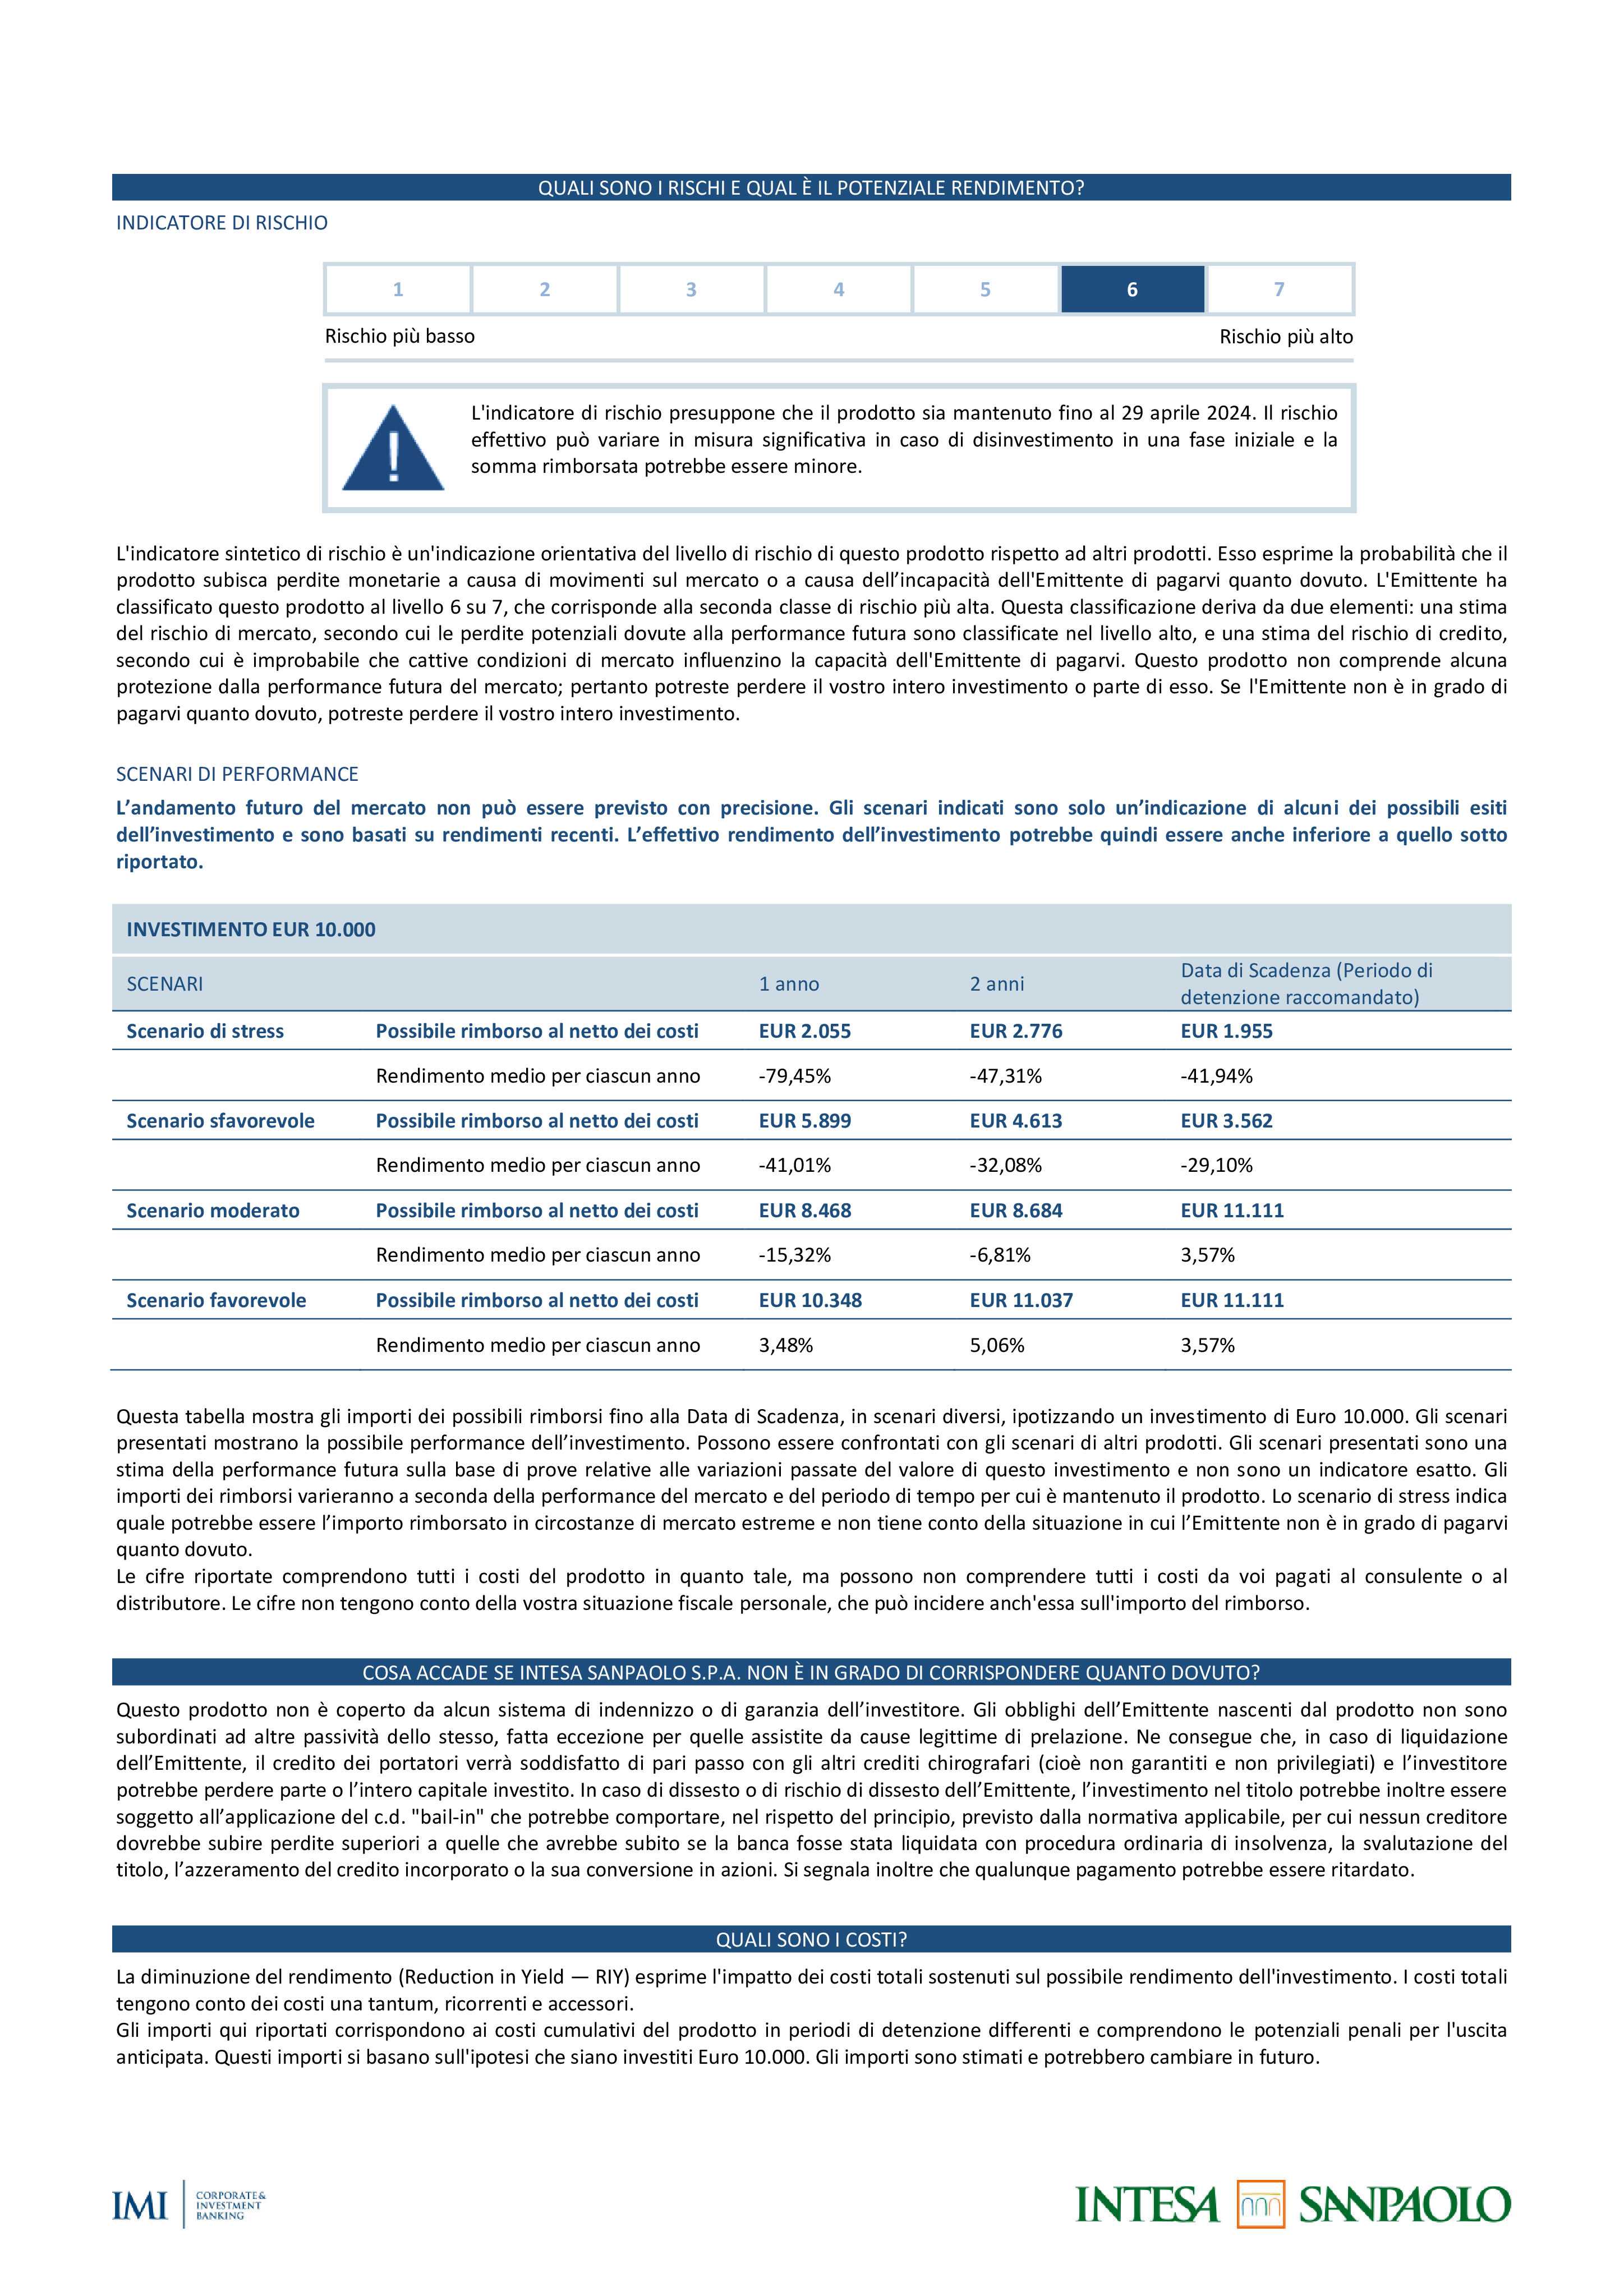 QUALI SONO I RISCHI E QUAL È IL POTENZIALE RENDIMENTO?
INDICATORE DI RISCHIO
1 2 3 4 5 6 7
Rischio più basso Rischio più alto
L'indicatore di rischio presuppone che il prodotto sia mantenuto fino al 29 aprile 2024. Il rischio
effettivo può variare in misura significativa in caso di disinvestimento in una fase iniziale e la
somma rimborsata potrebbe essere minore.
L'indicatore sintetico di rischio è un'indicazione orientativa del livello di rischio di questo prodotto rispetto ad altri prodotti. Esso esprime la probabilità che il
prodotto subisca perdite monetarie a causa di movimenti sul mercato o a causa dell’incapacità dell'Emittente di pagarvi quanto dovuto. L'Emittente ha
classificato questo prodotto al livello 6 su 7, che corrisponde alla seconda classe di rischio più alta. Questa classificazione deriva da due elementi: una stima
del rischio di mercato, secondo cui le perdite potenziali dovute alla performance futura sono classificate nel livello alto, e una stima del rischio di credito,
secondo cui è improbabile che cattive condizioni di mercato influenzino la capacità dell'Emittente di pagarvi. Questo prodotto non comprende alcuna
protezione dalla performance futura del mercato; pertanto potreste perdere il vostro intero investimento o parte di esso. Se l'Emittente non è in grado di
pagarvi quanto dovuto, potreste perdere il vostro intero investimento.
SCENARI DI PERFORMANCE
L’andamento futuro del mercato non può essere previsto con precisione. Gli scenari indicati sono solo un’indicazione di alcuni dei possibili esiti
dell’investimento e sono basati su rendimenti recenti. L’effettivo rendimento dell’investimento potrebbe quindi essere anche inferiore a quello sotto
riportato.
INVESTIMENTO EUR 10.000
SCENARI 1 anno 2 anni Data di Scadenza (Periodo di
detenzione raccomandato)
Scenario di stress Possibile rimborso al netto dei costi EUR 2.055 EUR 2.776 EUR 1.955
Rendimento medio per ciascun anno -79,45% -47,31% -41,94%
Scenario sfavorevole Possibile rimborso al netto dei costi EUR 5.899 EUR 4.613 EUR 3.562
Rendimento medio per ciascun anno -41,01% -32,08% -29,10%
Scenario moderato Possibile rimborso al netto dei costi EUR 8.468 EUR 8.684 EUR 11.111
Rendimento medio per ciascun anno -15,32% -6,81% 3,57%
Scenario favorevole Possibile rimborso al netto dei costi EUR 10.348 EUR 11.037 EUR 11.111
Rendimento medio per ciascun anno 3,48% 5,06% 3,57%
Questa tabella mostra gli importi dei possibili rimborsi fino alla Data di Scadenza, in scenari diversi, ipotizzando un investimento di Euro 10.000. Gli scenari
presentati mostrano la possibile performance dell’investimento. Possono essere confrontati con gli scenari di altri prodotti. Gli scenari presentati sono una
stima della performance futura sulla base di prove relative alle variazioni passate del valore di questo investimento e non sono un indicatore esatto. Gli
importi dei rimborsi varieranno a seconda della performance del mercato e del periodo di tempo per cui è mantenuto il prodotto. Lo scenario di stress indica
quale potrebbe essere l’importo rimborsato in circostanze di mercato estreme e non tiene conto della situazione in cui l’Emittente non è in grado di pagarvi
quanto dovuto.
Le cifre riportate comprendono tutti i costi del prodotto in quanto tale, ma possono non comprendere tutti i costi da voi pagati al consulente o al
distributore. Le cifre non tengono conto della vostra situazione fiscale personale, che può incidere anch'essa sull'importo del rimborso.
COSA ACCADE SE INTESA SANPAOLO S.P.A. NON È IN GRADO DI CORRISPONDERE QUANTO DOVUTO?
Questo prodotto non è coperto da alcun sistema di indennizzo o di garanzia dell’investitore. Gli obblighi dell’Emittente nascenti dal prodotto non sono
subordinati ad altre passività dello stesso, fatta eccezione per quelle assistite da cause legittime di prelazione. Ne consegue che, in caso di liquidazione
dell’Emittente, il credito dei portatori verrà soddisfatto di pari passo con gli altri crediti chirografari (cioè non garantiti e non privilegiati) e l’investitore
potrebbe perdere parte o l’intero capitale investito. In caso di dissesto o di rischio di dissesto dell’Emittente, l’investimento nel titolo potrebbe inoltre essere
soggetto all’applicazione del c.d. "bail-in" che potrebbe comportare, nel rispetto del principio, previsto dalla normativa applicabile, per cui nessun creditore
dovrebbe subire perdite superiori a quelle che avrebbe subito se la banca fosse stata liquidata con procedura ordinaria di insolvenza, la svalutazione del
titolo, l’azzeramento del credito incorporato o la sua conversione in azioni. Si segnala inoltre che qualunque pagamento potrebbe essere ritardato.
QUALI SONO I COSTI?
La diminuzione del rendimento (Reduction in Yield — RIY) esprime l'impatto dei costi totali sostenuti sul possibile rendimento dell'investimento. I costi totali
tengono conto dei costi una tantum, ricorrenti e accessori.
Gli importi qui riportati corrispondono ai costi cumulativi del prodotto in periodi di detenzione differenti e comprendono le potenziali penali per l'uscita
anticipata. Questi importi si basano sull'ipotesi che siano investiti Euro 10.000. Gli importi sono stimati e potrebbero cambiare in futuro.
IMI CORPORATE &
INVESTMENT
BANKING
INTESA SANPAOLO